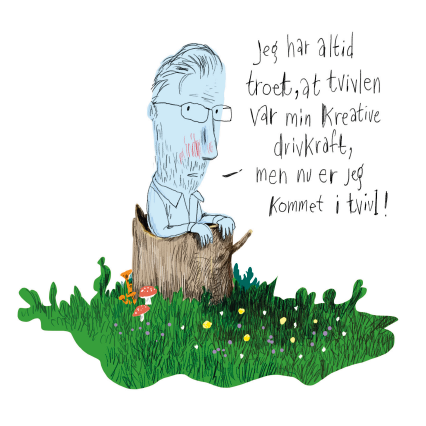 Jeg har altid
troet, at tvivlen
var min kreative
drivkraft,
men nu er jeg
kommet i tvivl!